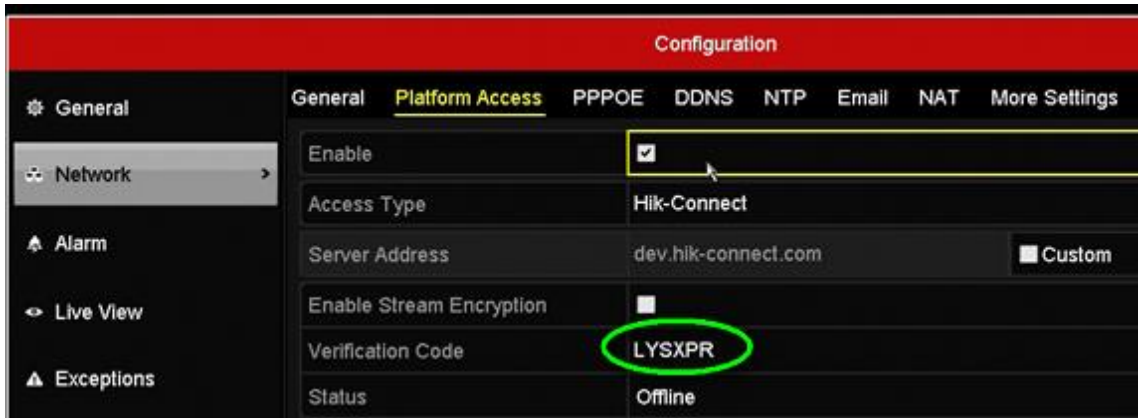 Configuration
General
Network
Alarm
Live View
Exceptions
General Platform Access PPPOE DDNS NTP Email NAT More Settings
Enable
Access Type Hik-Connect
Server Address dev.hik-connect.com Custom
Enable Stream Encryption
Verification Code LYSXPR
Status Offline